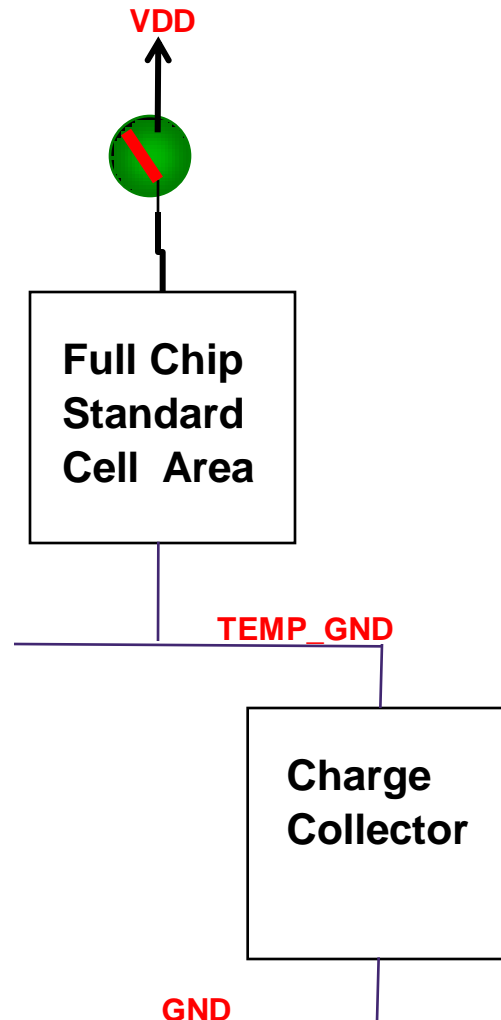 VDD
Full Chip
Standard
Cell Area
TEMP_GND
Charge
Collector
GND